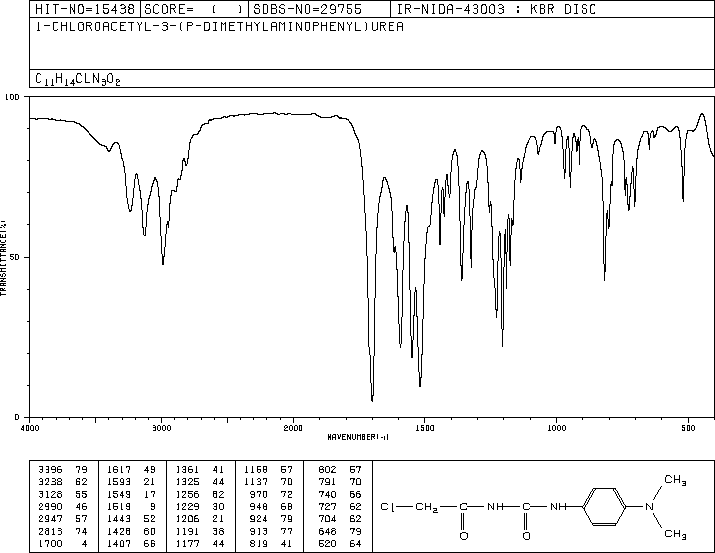 HIT-NO=15438 SCORE= ( ) SDBS-NO=29755 IR-NIDA-43003 : KBR DISC
1-CHLOROACETYL-3-(P-DIMETHYLAMINOPHENYL)UREA
C11H14CLN3O2
100
50
0
TRANSMITTANCE(%)
4000 3000 2000 1500 1000 500
WAVENUMBER(-1)
3396 79 1617 49 1361 41 1168 57 802 57
3238 62 1593 21 1325 44 1137 70 791 70
3128 55 1549 17 1256 62 970 72 740 66
2990 46 1519 9 1229 30 948 68 727 62
2947 57 1443 52 1206 21 924 79 704 62
2813 74 1428 60 1191 38 913 77 648 79
1700 4 1407 66 1177 44 819 41 520 64
CH3
Cl CH2 C NH C NH N
O O CH3